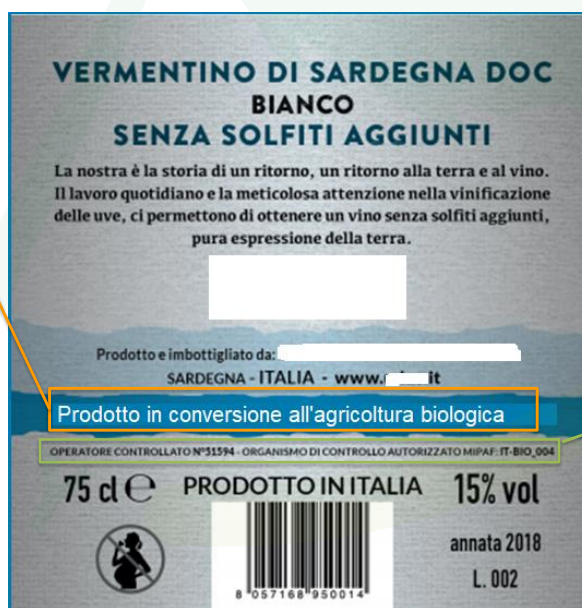 VERMENTINO DI SARDEGNA DOC
BIANCO
SENZA SOLFITI AGGIUNTI
La nostra è la storia di un ritorno, un ritorno alla terra e al vino.
Il lavoro quotidiano e la meticolosa attenzione nella vinificazione
delle uve, ci permettono di ottenere un vino senza solfiti aggiunti,
pura espressione della terra.
Prodotto e imbottigliato da:
SARDEGNA - ITALIA - www. it
Prodotto in conversione all'agricoltura biologica
OPERATORE CONTROLLATO N°51594 - ORGANISMO DI CONTROLLO AUTORIZZATO MIPAF: IT-BIO_004
75 cl ℮ PRODOTTO IN ITALIA 15% vol
annata 2018
L. 002
8 057168 950014